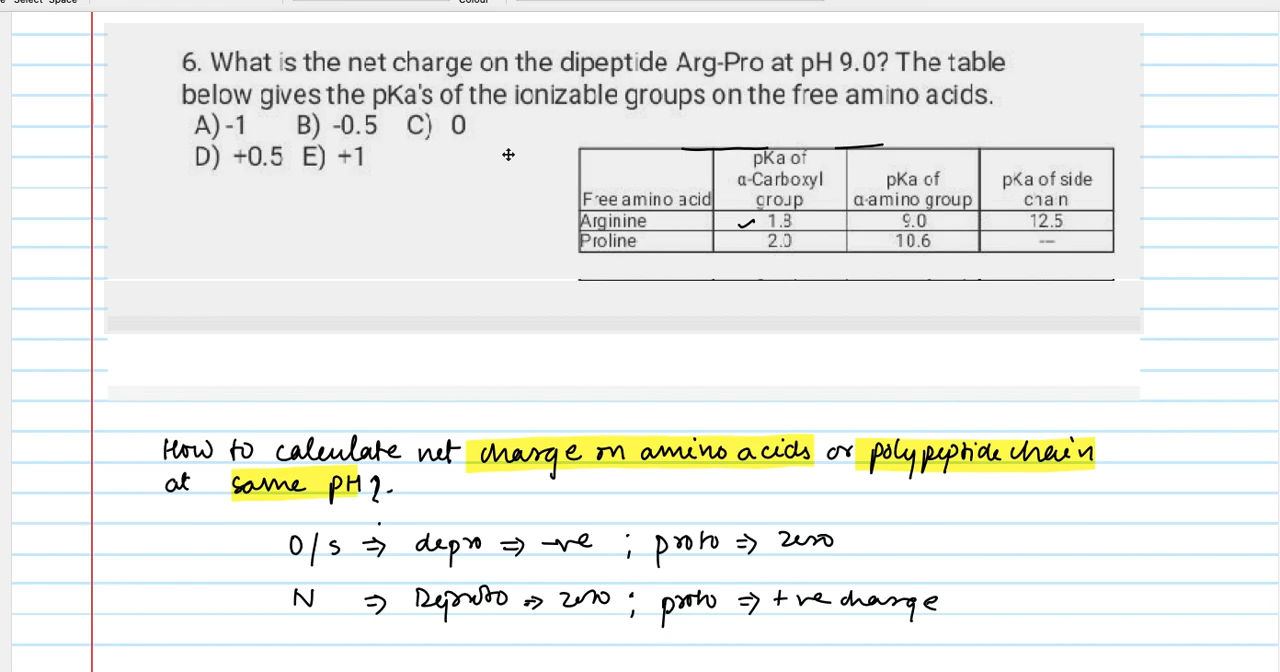 Select Space
Colour
6. What is the net charge on the dipeptide Arg-Pro at pH 9.0? The table
below gives the pKa's of the ionizable groups on the free amino acids.
A) -1 B) -0.5 C) 0
D) +0.5 E) +1
Free amino acid pKa of α-Carboxyl group pKa of α-amino group pKa of side chain
Arginine 1.8 9.0 12.5
Proline 2.0 10.6 --
How to calculate net charge on amino acids or polypeptide chain
at same pH?.
O/S ⇒ depro ⇒ -ve ; proto ⇒ zero
N ⇒ Deproto ⇒ zero ; proto ⇒ +ve charge